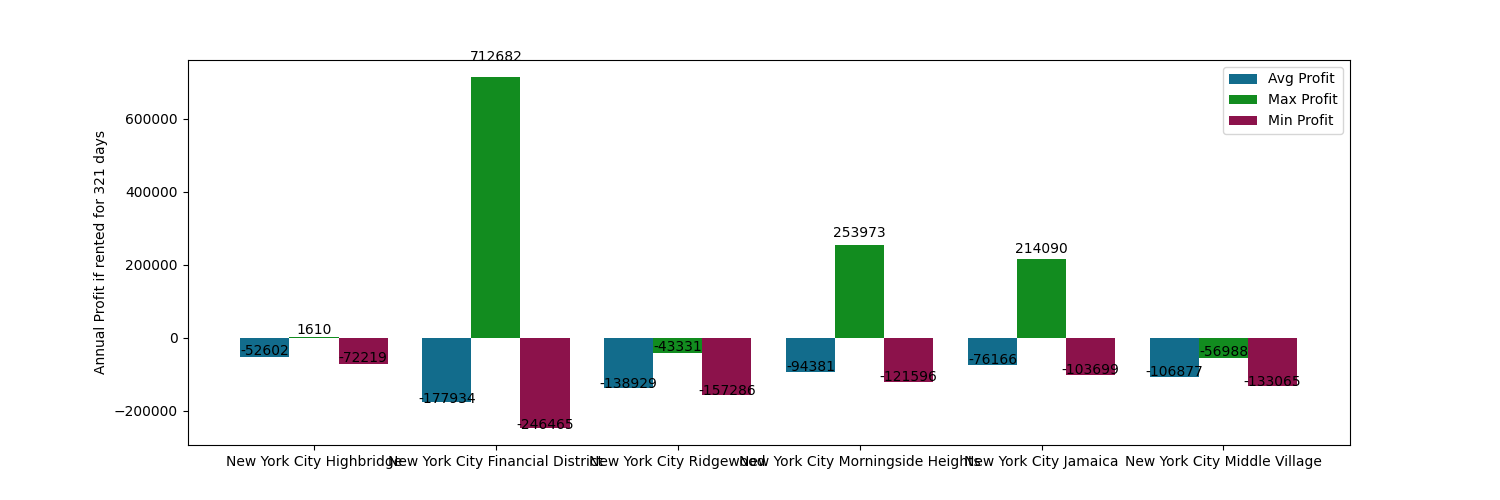 712682
Avg Profit
Max Profit
Min Profit
Annual Profit if rented for 321 days
600000
400000
200000
0
−200000
-52602
1610
-72219
-177934
-246465
-138929
-43331
-157286
253973
-94381
-121596
214090
-76166
-103699
-106877
-56988
-133065
New York City Highbridge
New York City Financial District
New York City Ridgewood
New York City Morningside Heights
New York City Jamaica
New York City Middle Village